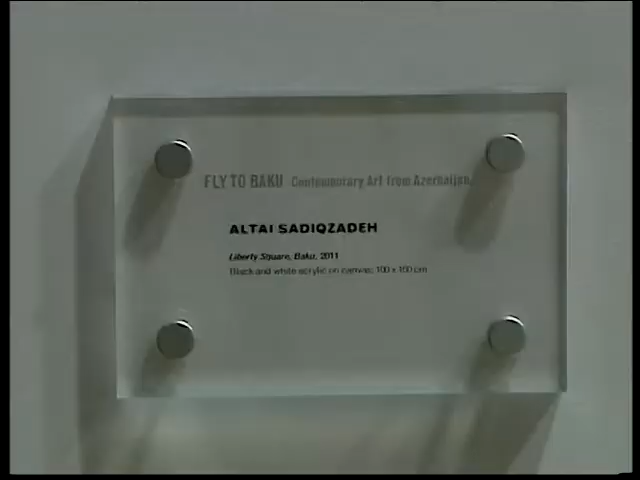 FLY TO BAKU Contemporary Art from Azerbaijan
ALTAI SADIQZADEH
Liberty Square, Baku, 2011
Black and white acrylic on canvas; 100 x 100 cm